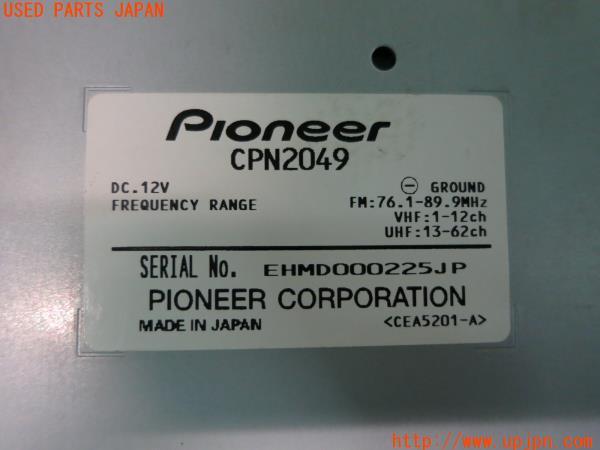 USED PARTS JAPAN
Pioneer
CPN2049
DC.12V ⊖ GROUND
FREQUENCY RANGE FM:76.1-89.9MHz
VHF:1-12ch
UHF:13-62ch
SERIAL No. EHMD000225JP
PIONEER CORPORATION
MADE IN JAPAN <CEA5201-A>
http://www.upjpn.com/